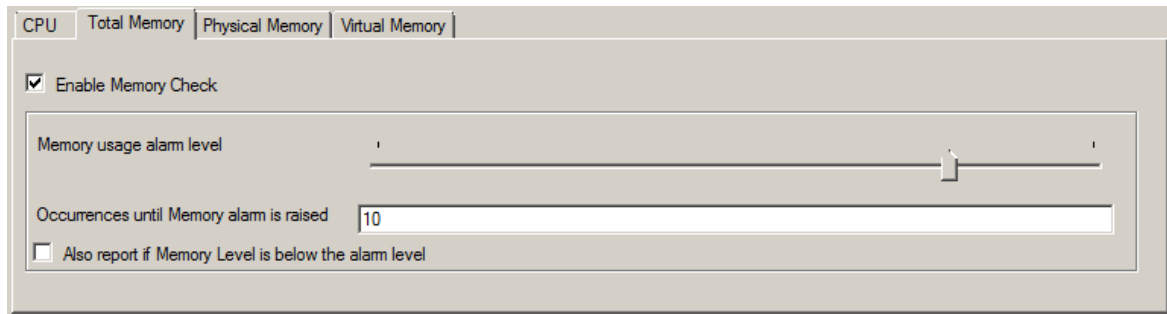 CPU Total Memory Physical Memory Virtual Memory
Enable Memory Check
Memory usage alarm level
Occurrences until Memory alarm is raised 10
Also report if Memory Level is below the alarm level